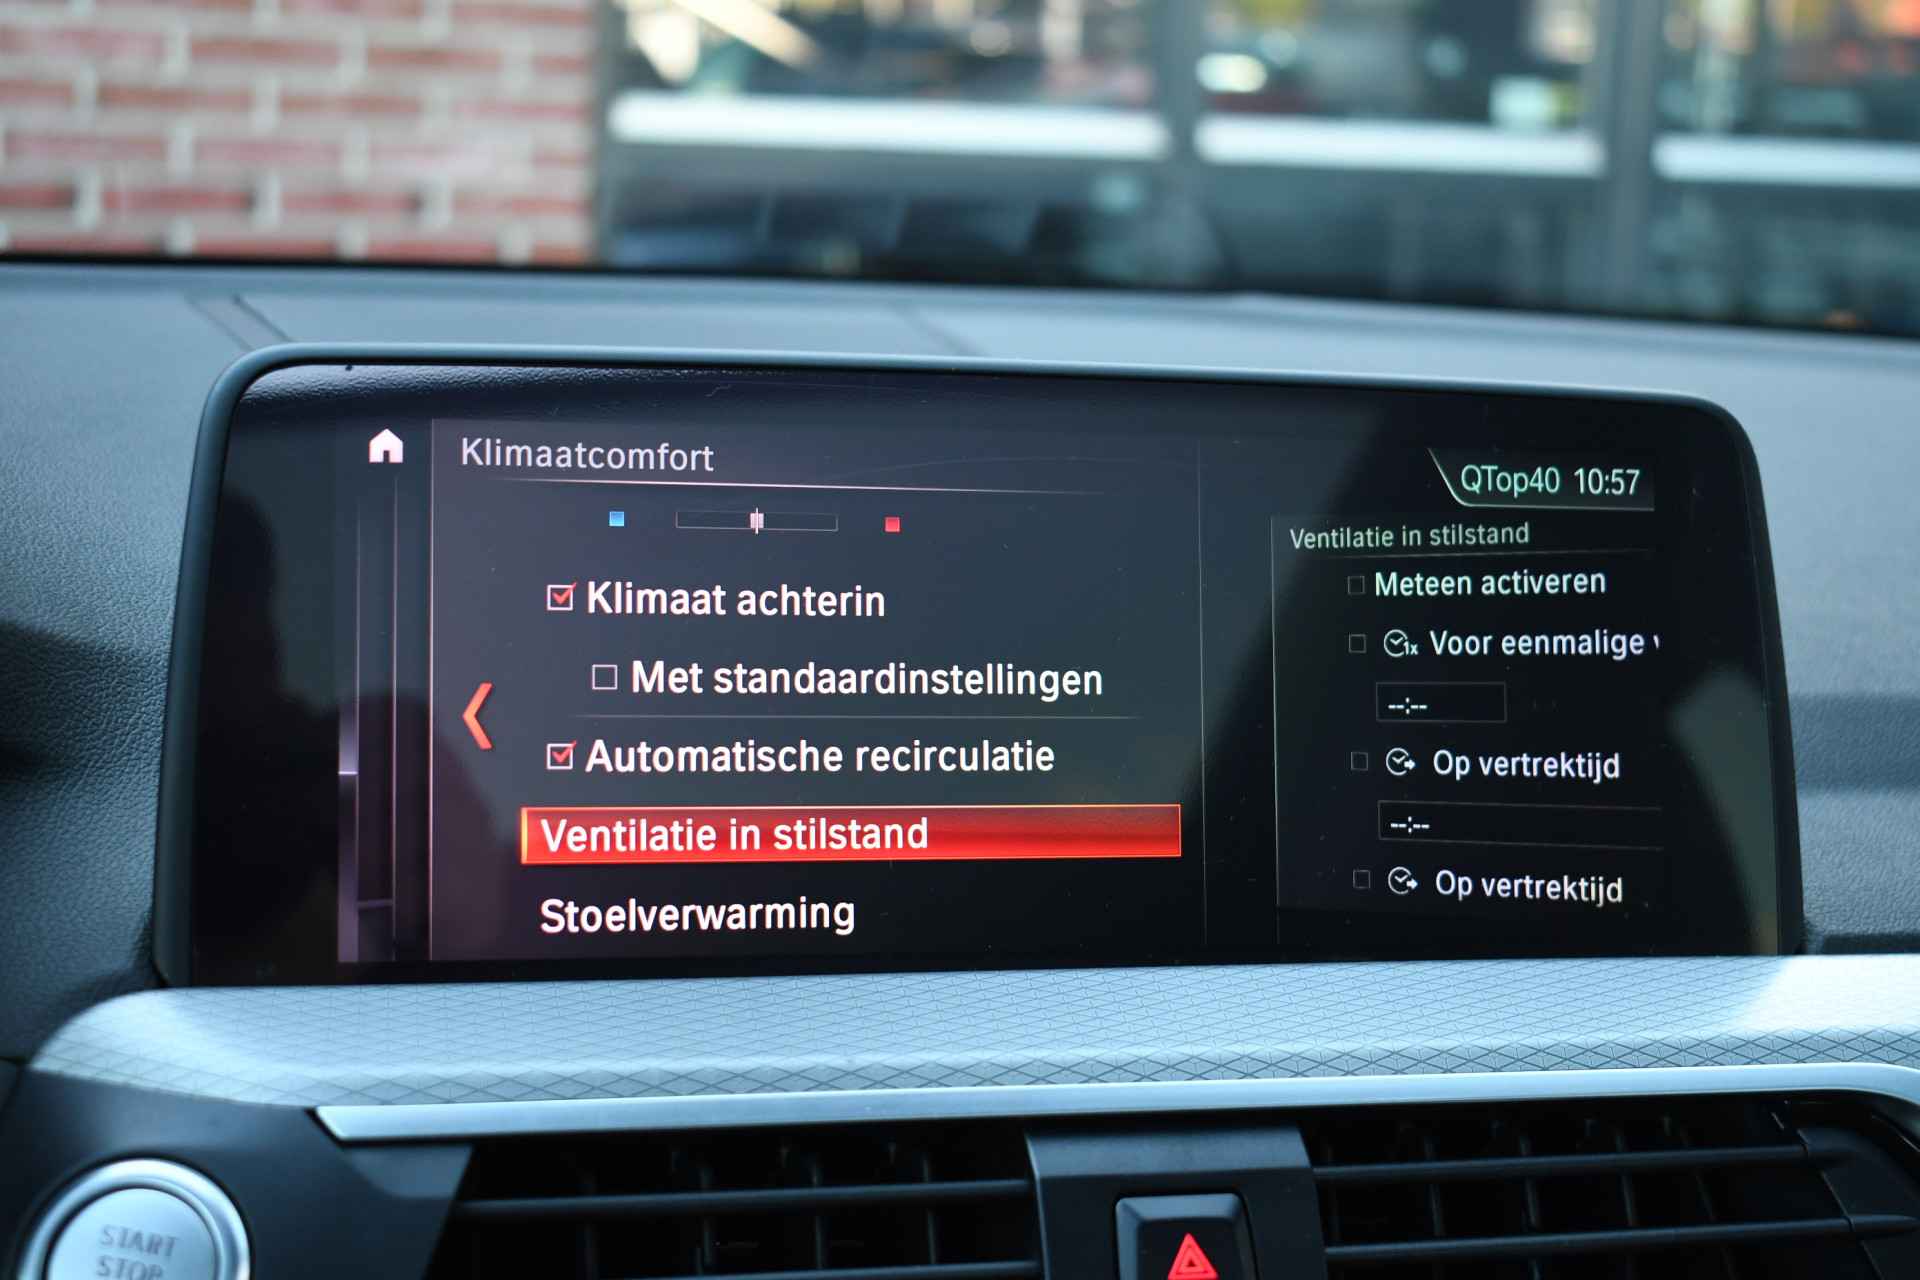 Klimaatcomfort
Klimaat achterin
Met standaardinstellingen
Automatische recirculatie
Ventilatie in stilstand
Stoelverwarming
QTop40 10:57
Ventilatie in stilstand
Meteen activeren
1x Voor eenmalige
--:--
Op vertrektijd
--:--
Op vertrektijd
START
STOP